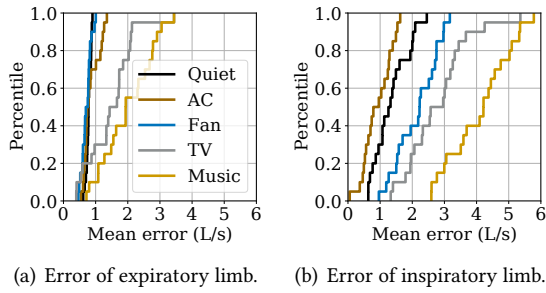 1.0
0.8
0.6
0.4
0.2
0.0
Percentile
Quiet
AC
Fan
TV
Music
0 1 2 3 4 5 6
Mean error (L/s)
(a) Error of expiratory limb.
1.0
0.8
0.6
0.4
0.2
0.0
Percentile
0 1 2 3 4 5 6
Mean error (L/s)
(b) Error of inspiratory limb.